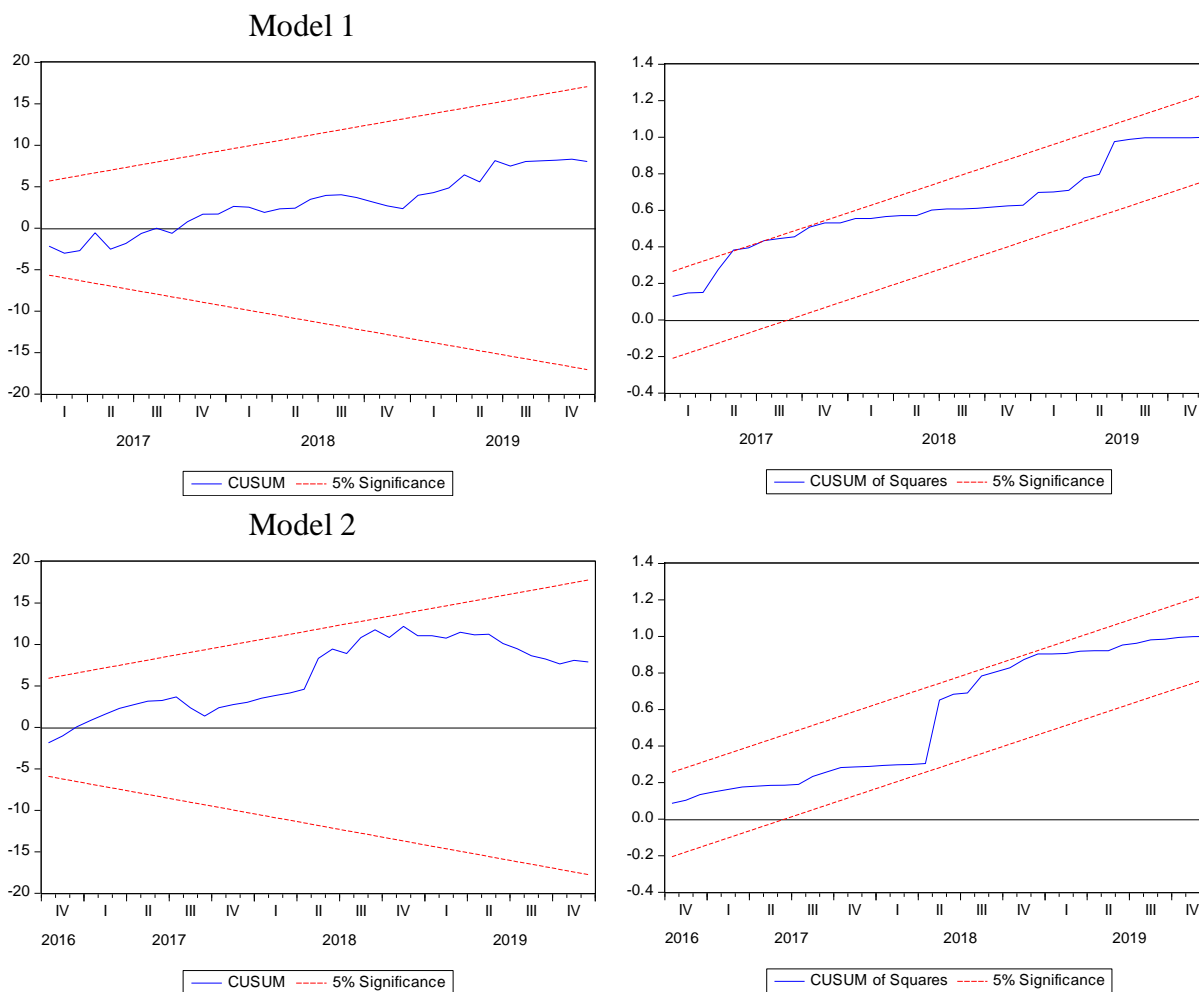 Model 1
20
15
10
5
0
-5
-10
-15
-20
I II III IV I II III IV I II III IV
2017 2018 2019
CUSUM 5% Significance
1.4
1.2
1.0
0.8
0.6
0.4
0.2
0.0
-0.2
-0.4
I II III IV I II III IV I II III IV
2017 2018 2019
CUSUM of Squares 5% Significance
Model 2
20
15
10
5
0
-5
-10
-15
-20
IV I II III IV I II III IV I II III IV
2016 2017 2018 2019
CUSUM 5% Significance
1.4
1.2
1.0
0.8
0.6
0.4
0.2
0.0
-0.2
-0.4
IV I II III IV I II III IV I II III IV
2016 2017 2018 2019
CUSUM of Squares 5% Significance